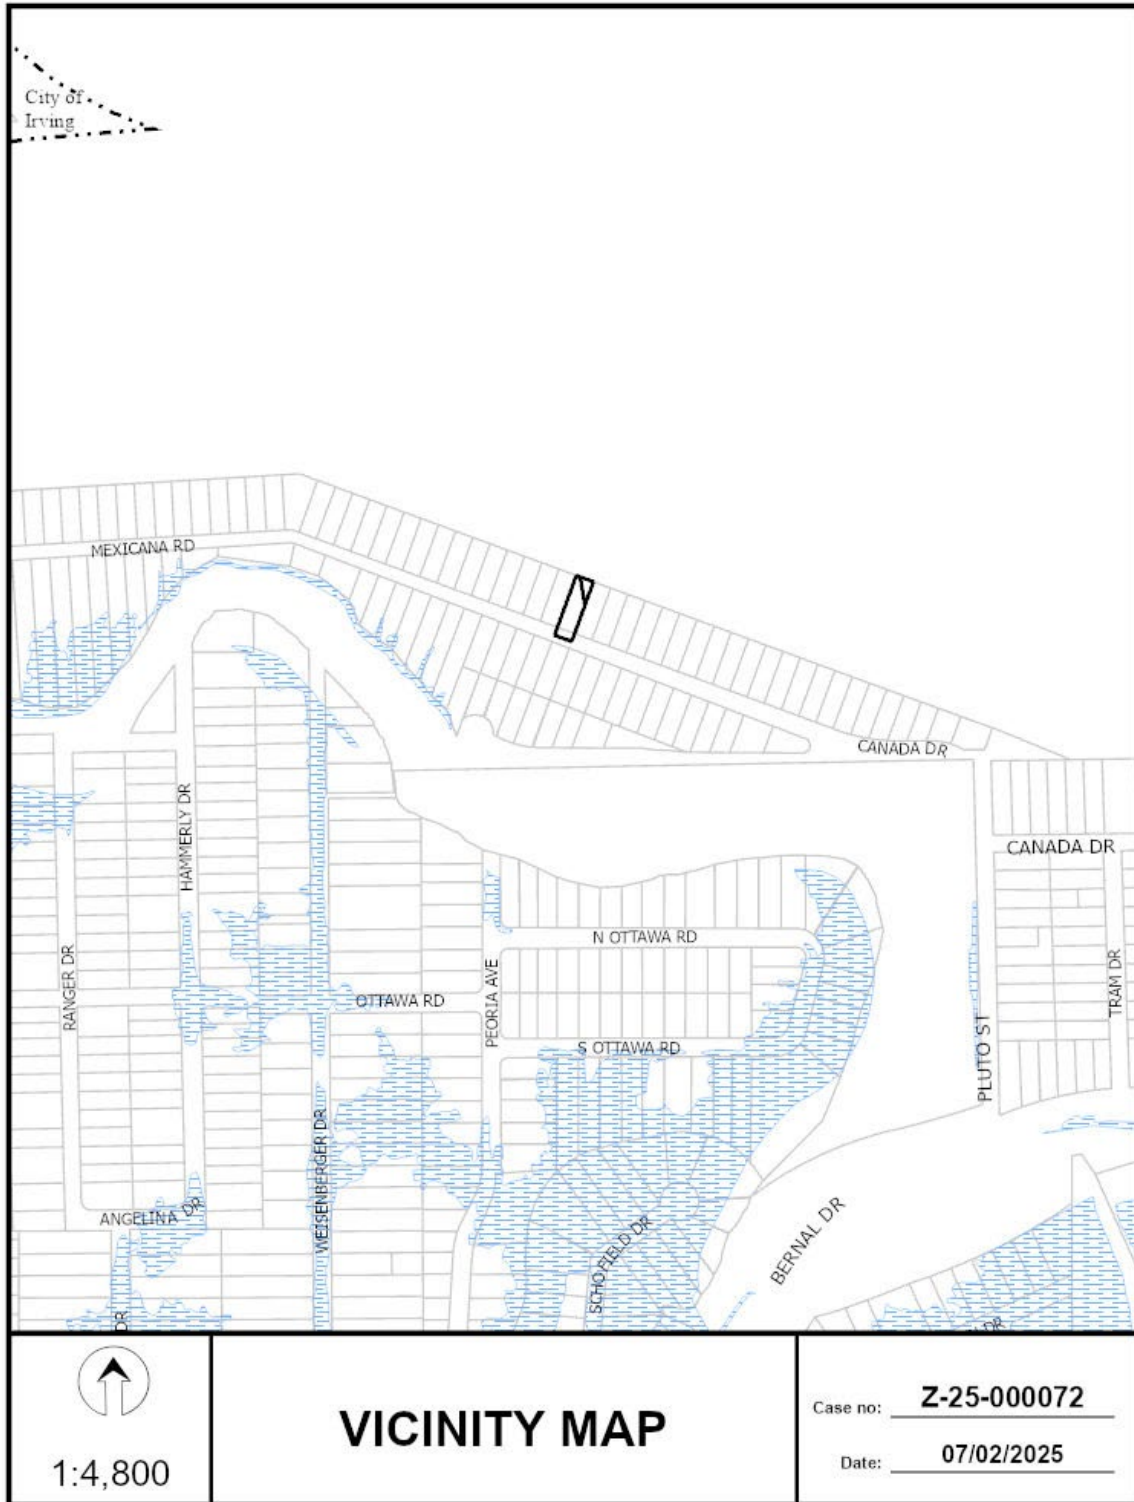 City of
Irving
MEXICANA RD
CANADA DR
HAMMERLY DR
CANADA DR
N OTTAWA RD
RANGER DR
PEORIA AVE
OTTAWA RD
TRAM DR
S OTTAWA RD
PLUTO ST
WEISENBERGER DR
ANGELINA DR
SCHOFIELD DR
BERNAL DR
DR
DR
1:4,800
VICINITY MAP
Case no: Z-25-000072
Date: 07/02/2025